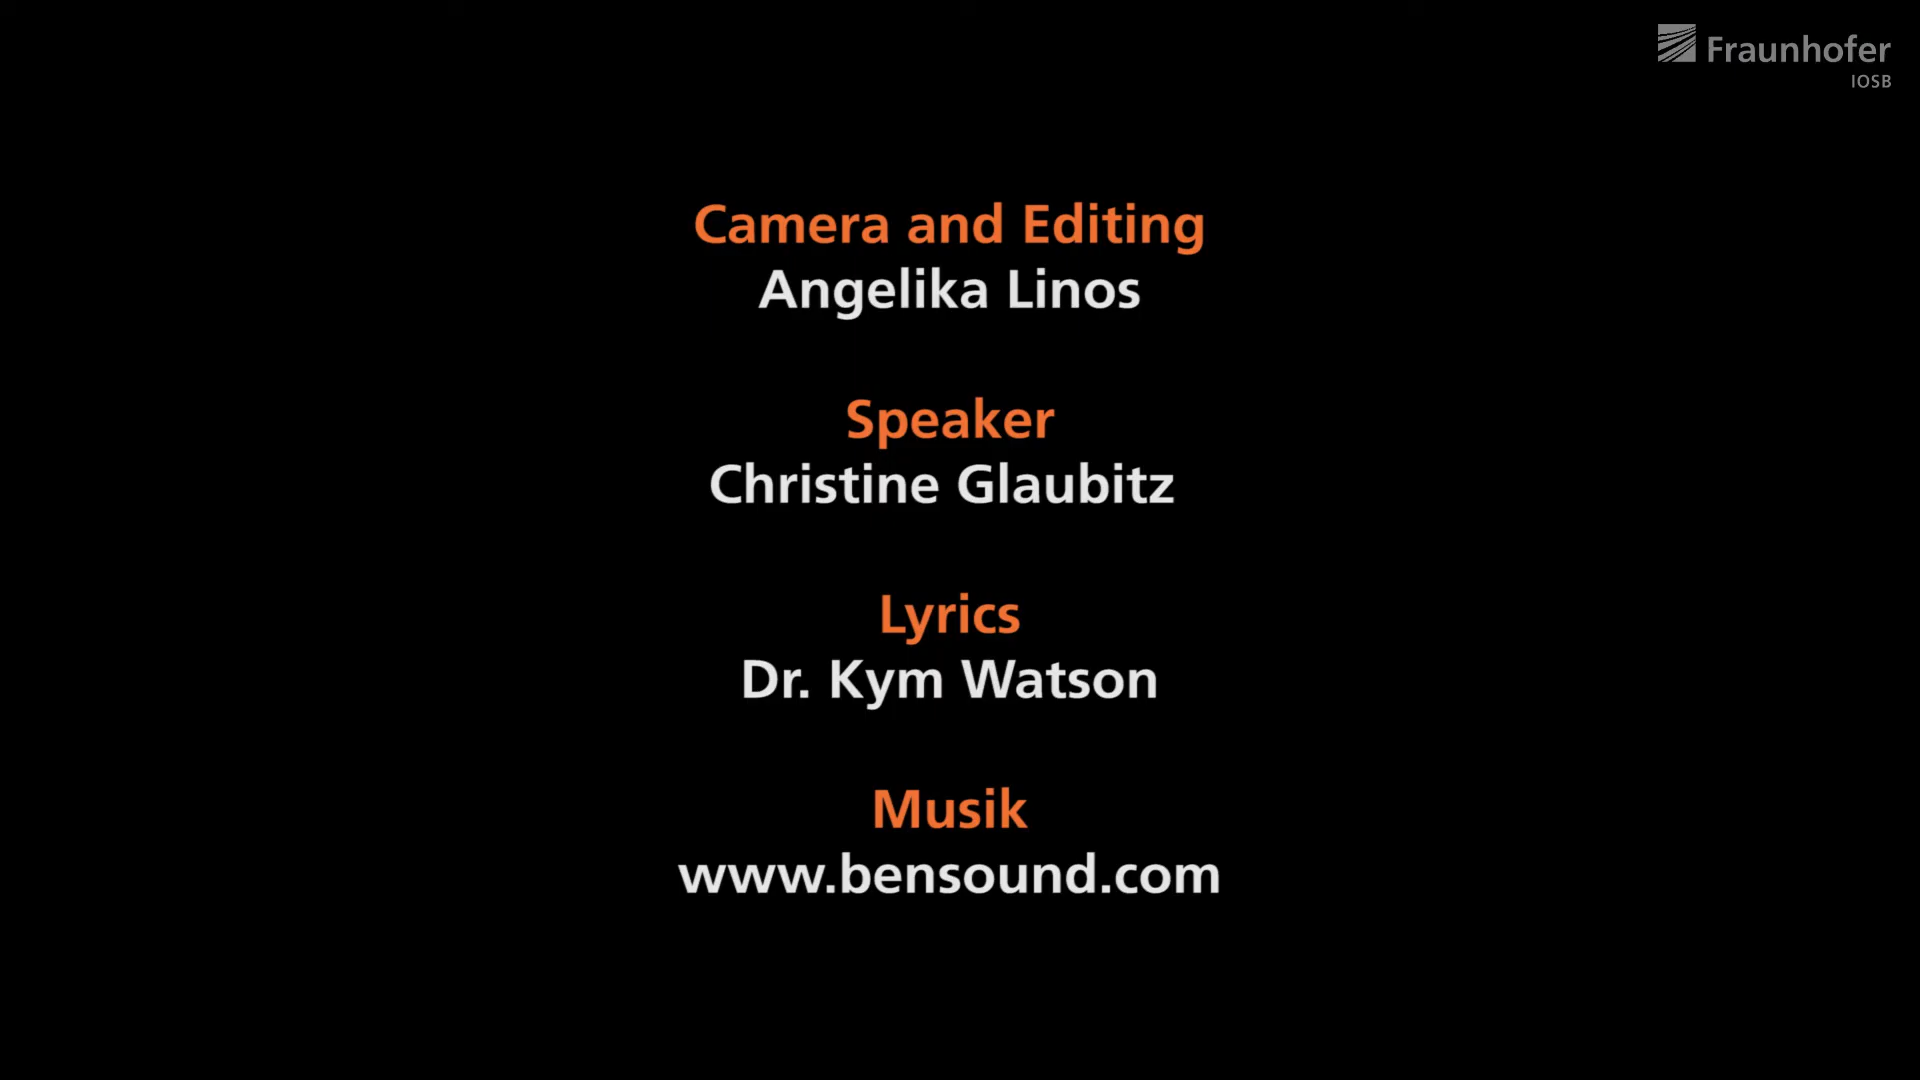 Fraunhofer
IOSB
Camera and Editing
Angelika Linos
Speaker
Christine Glaubitz
Lyrics
Dr. Kym Watson
Musik
www.bensound.com